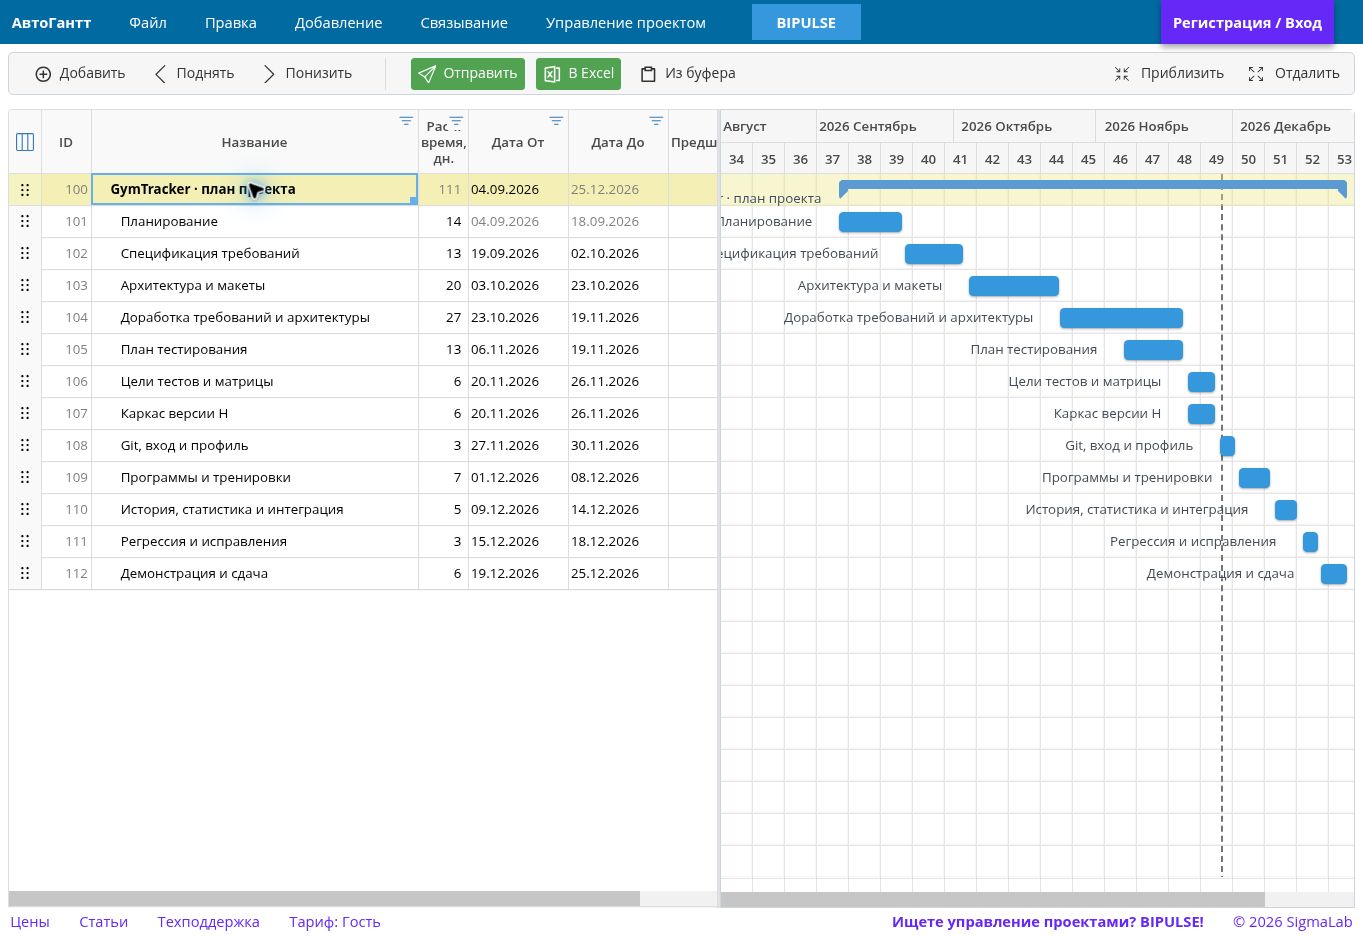 АвтоГантт Файл Правка Добавление Связывание Управление проектом BIPULSE Регистрация / Вход
Добавить Поднять Понизить Отправить В Excel Из буфера Приблизить Отдалить
ID Название время, дн. Дата От Дата До Предш
Август 2026 Сентябрь 2026 Октябрь 2026 Ноябрь 2026 Декабрь
34 35 36 37 38 39 40 41 42 43 44 45 46 47 48 49 50 51 52 53
100 GymTracker · план проекта 111 04.09.2026 25.12.2026 · план проекта
101 Планирование 14 04.09.2026 18.09.2026 Планирование
102 Спецификация требований 13 19.09.2026 02.10.2026 ецификация требований
103 Архитектура и макеты 20 03.10.2026 23.10.2026 Архитектура и макеты
104 Доработка требований и архитектуры 27 23.10.2026 19.11.2026 Доработка требований и архитектуры
105 План тестирования 13 06.11.2026 19.11.2026 План тестирования
106 Цели тестов и матрицы 6 20.11.2026 26.11.2026 Цели тестов и матрицы
107 Каркас версии Н 6 20.11.2026 26.11.2026 Каркас версии Н
108 Git, вход и профиль 3 27.11.2026 30.11.2026 Git, вход и профиль
109 Программы и тренировки 7 01.12.2026 08.12.2026 Программы и тренировки
110 История, статистика и интеграция 5 09.12.2026 14.12.2026 История, статистика и интеграция
111 Регрессия и исправления 3 15.12.2026 18.12.2026 Регрессия и исправления
112 Демонстрация и сдача 6 19.12.2026 25.12.2026 Демонстрация и сдача
Цены Статьи Техподдержка Тариф: Гость Ищете управление проектами? BIPULSE! © 2026 SigmaLab